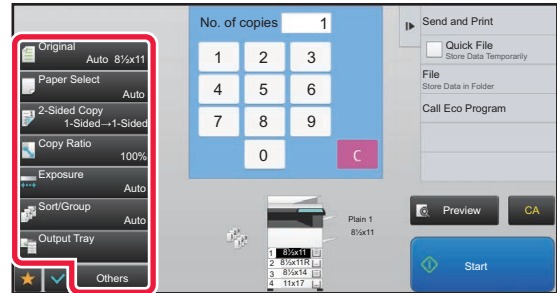 No. of copies 1
Original
Auto 8½x11
Paper Select
Auto
2-Sided Copy
1-Sided→1-Sided
Copy Ratio
100%
Exposure
Auto
Sort/Group
Auto
Output Tray
Others
1 2 3
4 5 6
7 8 9
0 C
Plain 1
8½x11
1 8½x11
2 8½x11R
3 8½x14
4 11x17
Send and Print
Quick File
Store Data Temporarily
File
Store Data in Folder
Call Eco Program
Preview CA
Start